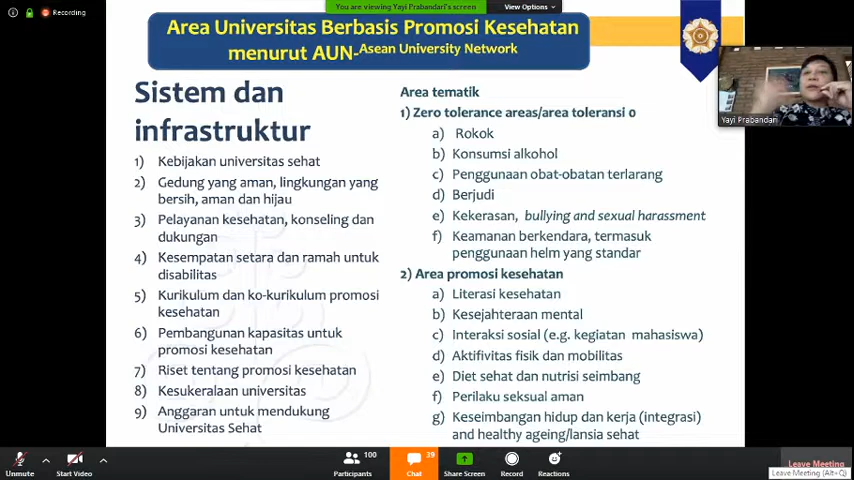 You are viewing Yayi Prabandari's screen
View Options
Recording
Area Universitas Berbasis Promosi Kesehatan
menurut AUN-Asean University Network
Sistem dan
infrastruktur
1) Kebijakan universitas sehat
2) Gedung yang aman, lingkungan yang
bersih, aman dan hijau
3) Pelayanan kesehatan, konseling dan
dukungan
4) Kesempatan setara dan ramah untuk
disabilitas
5) Kurikulum dan ko-kurikulum promosi
kesehatan
6) Pembangunan kapasitas untuk
promosi kesehatan
7) Riset tentang promosi kesehatan
8) Kesukeralaan universitas
9) Anggaran untuk mendukung
Universitas Sehat
Area tematik
1) Zero tolerance areas/area toleransi 0
a) Rokok
b) Konsumsi alkohol
c) Penggunaan obat-obatan terlarang
d) Berjudi
e) Kekerasan, bullying and sexual harassment
f) Keamanan berkendara, termasuk
penggunaan helm yang standar
2) Area promosi kesehatan
a) Literasi kesehatan
b) Kesejahteraan mental
c) Interaksi sosial (e.g. kegiatan mahasiswa)
d) Aktifivitas fisik dan mobilitas
e) Diet sehat dan nutrisi seimbang
f) Perilaku seksual aman
g) Keseimbangan hidup dan kerja (integrasi)
and healthy ageing/lansia sehat
Yayi Prabandari
Unmute
Start Video
100
Participants
39
Chat
Share Screen
Record
Reactions
Leave Meeting
Leave Meeting (Alt+Q)